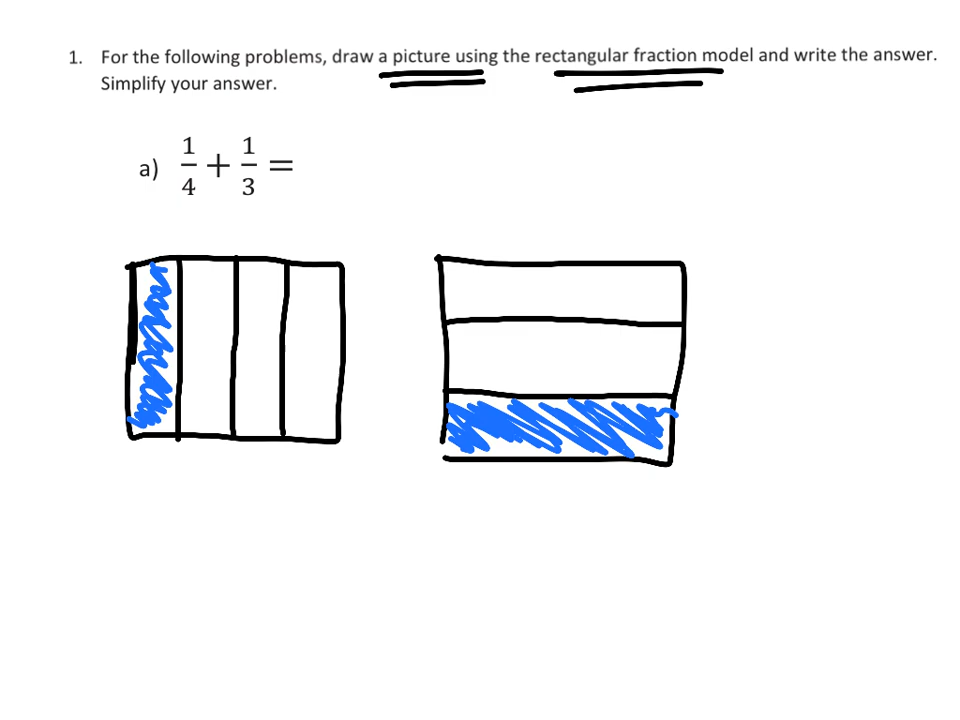 1. For the following problems, draw a picture using the rectangular fraction model and write the answer.
Simplify your answer.
a) 1/4 + 1/3 =